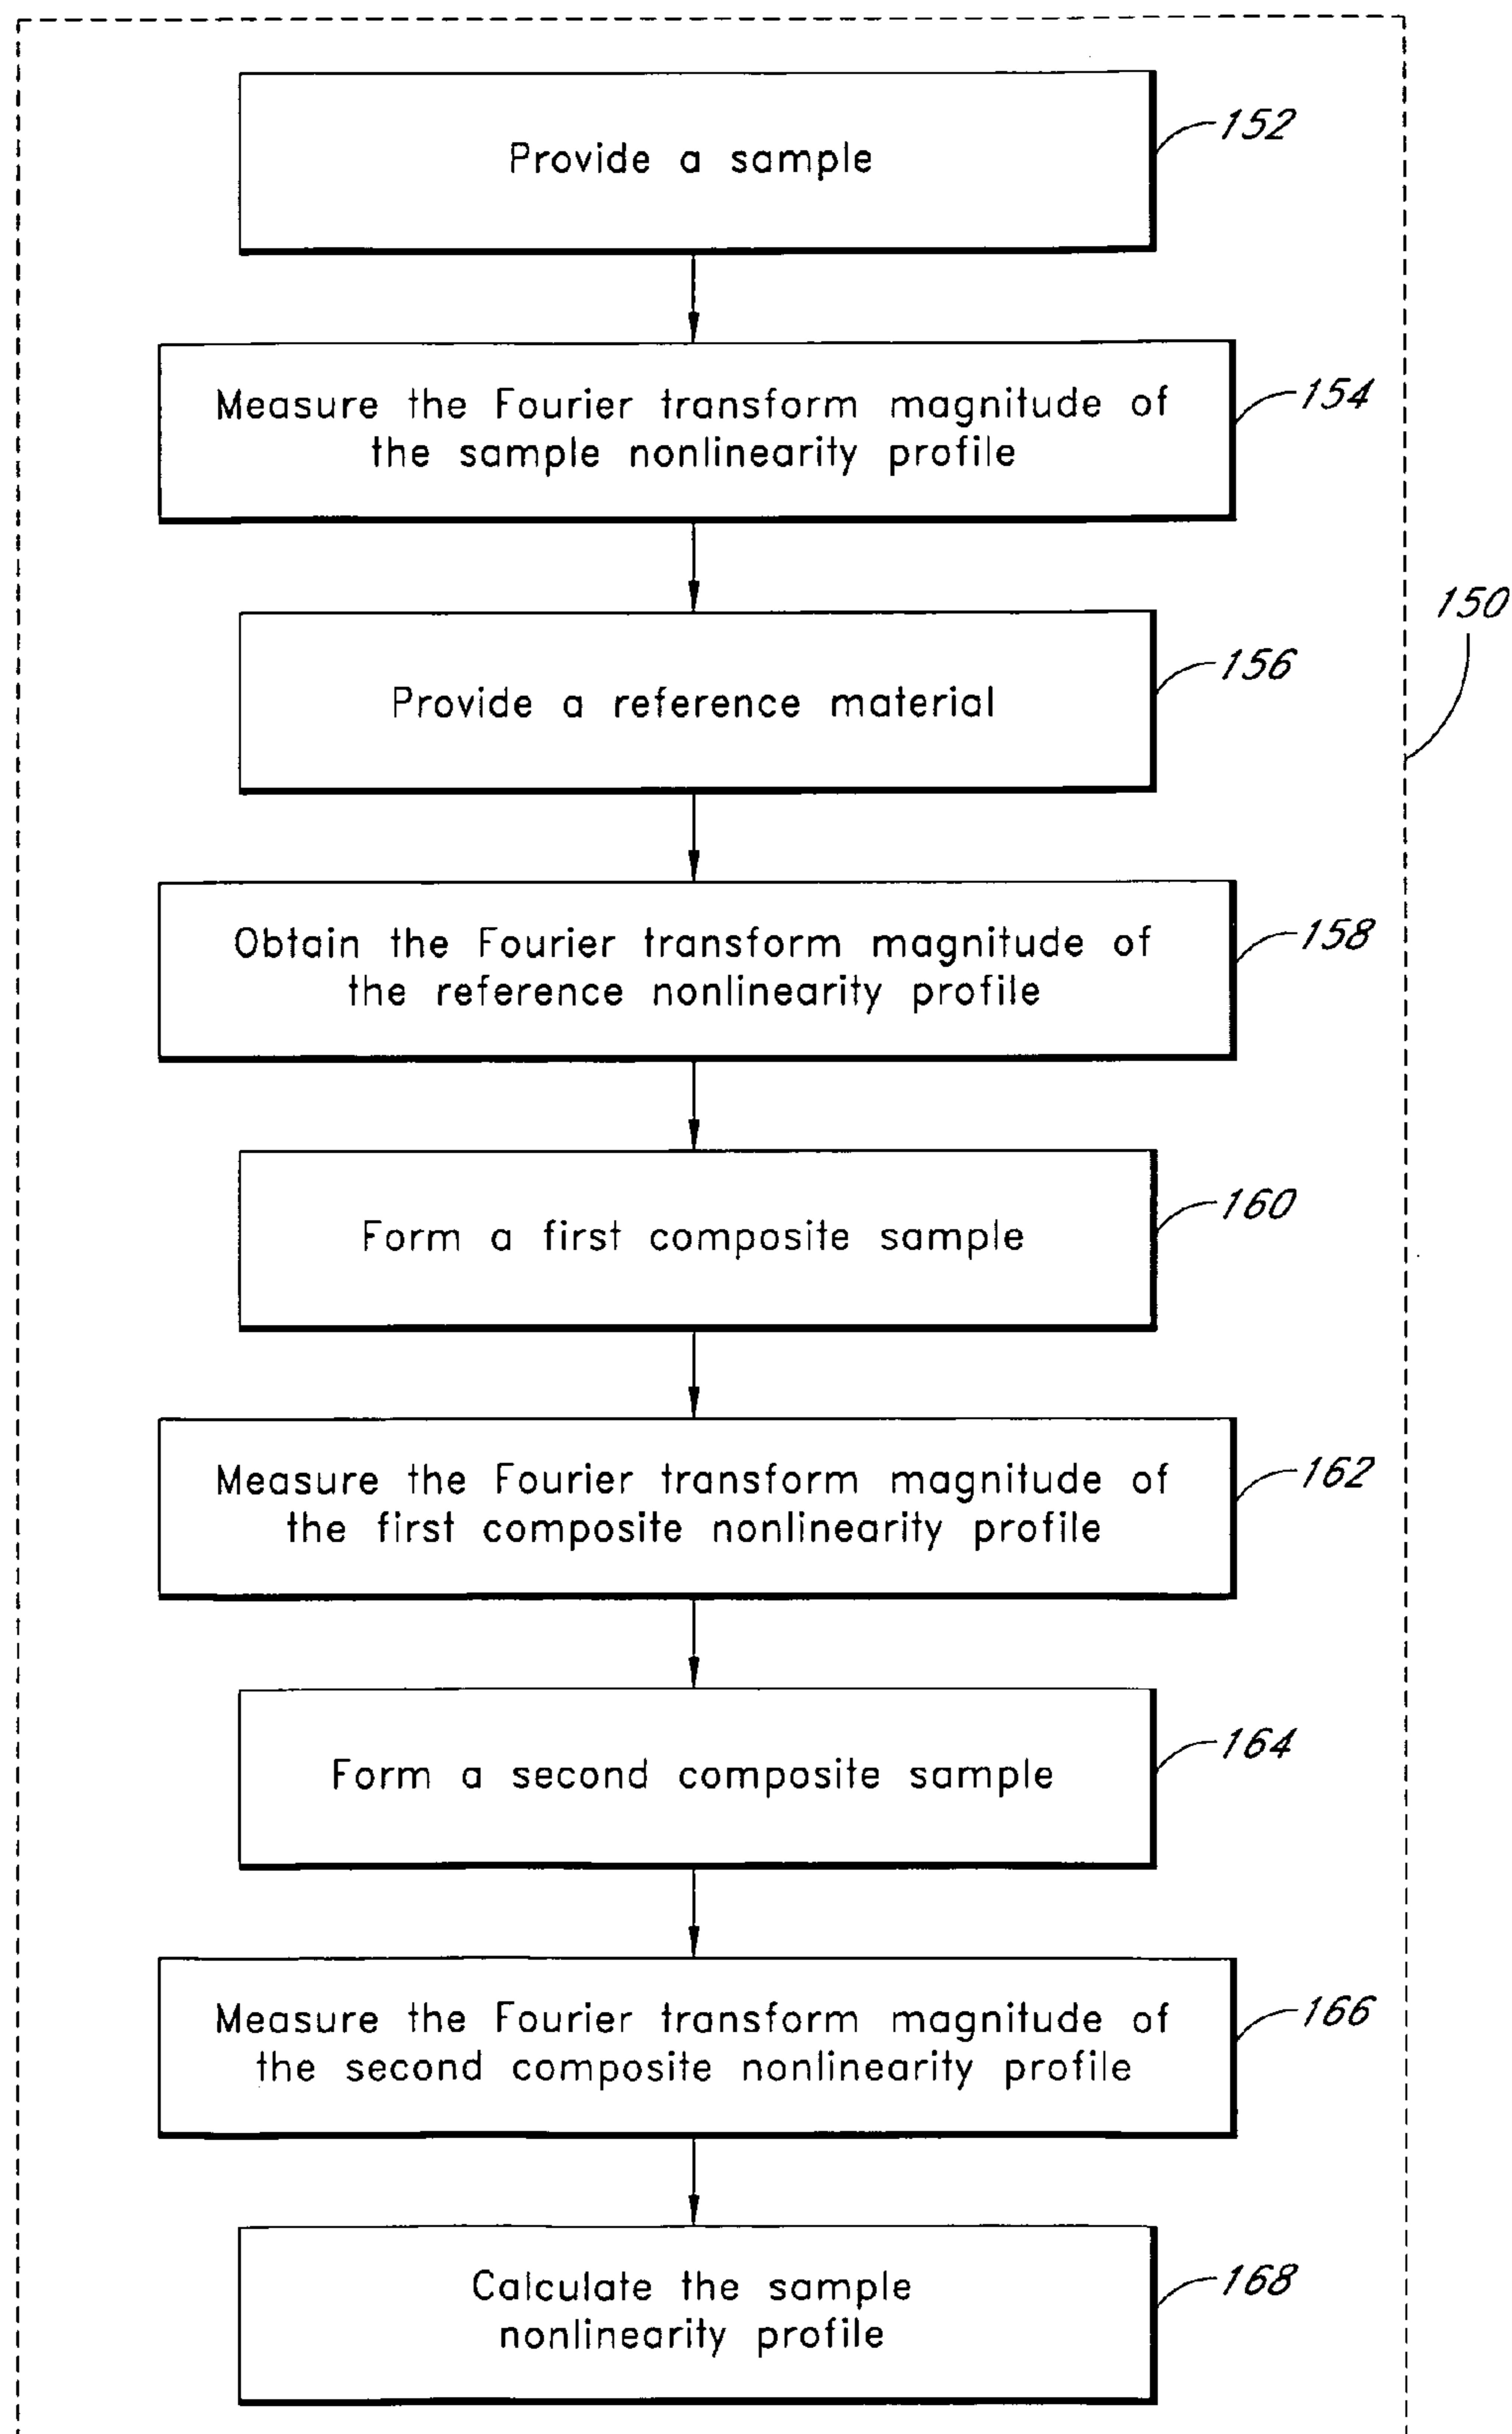 Provide a sample
152
Measure the Fourier transform magnitude of
the sample nonlinearity profile
154
150
Provide a reference material
156
Obtain the Fourier transform magnitude of
the reference nonlinearity profile
158
Form a first composite sample
160
Measure the Fourier transform magnitude of
the first composite nonlinearity profile
162
Form a second composite sample
164
Measure the Fourier transform magnitude of
the second composite nonlinearity profile
166
Calculate the sample
nonlinearity profile
168